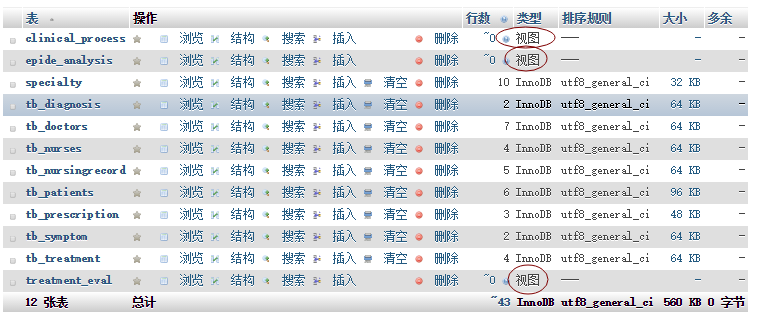 表 操作 行数 类型 排序规则 大小 多余
clinical_process 浏览 结构 搜索 插入 删除 ~0 视图 —— - -
epide_analysis 浏览 结构 搜索 插入 删除 ~0 视图 —— - -
specialty 浏览 结构 搜索 插入 清空 删除 10 InnoDB utf8_general_ci 32 KB -
tb_diagnosis 浏览 结构 搜索 插入 清空 删除 2 InnoDB utf8_general_ci 64 KB -
tb_doctors 浏览 结构 搜索 插入 清空 删除 7 InnoDB utf8_general_ci 64 KB -
tb_nurses 浏览 结构 搜索 插入 清空 删除 4 InnoDB utf8_general_ci 64 KB -
tb_nursingrecord 浏览 结构 搜索 插入 清空 删除 5 InnoDB utf8_general_ci 64 KB -
tb_patients 浏览 结构 搜索 插入 清空 删除 6 InnoDB utf8_general_ci 96 KB -
tb_prescription 浏览 结构 搜索 插入 清空 删除 3 InnoDB utf8_general_ci 48 KB -
tb_symptom 浏览 结构 搜索 插入 清空 删除 2 InnoDB utf8_general_ci 64 KB -
tb_treatment 浏览 结构 搜索 插入 清空 删除 4 InnoDB utf8_general_ci 64 KB -
treatment_eval 浏览 结构 搜索 插入 删除 ~0 视图 —— - -
12 张表 总计 ~43 InnoDB utf8_general_ci 560 KB 0 字节